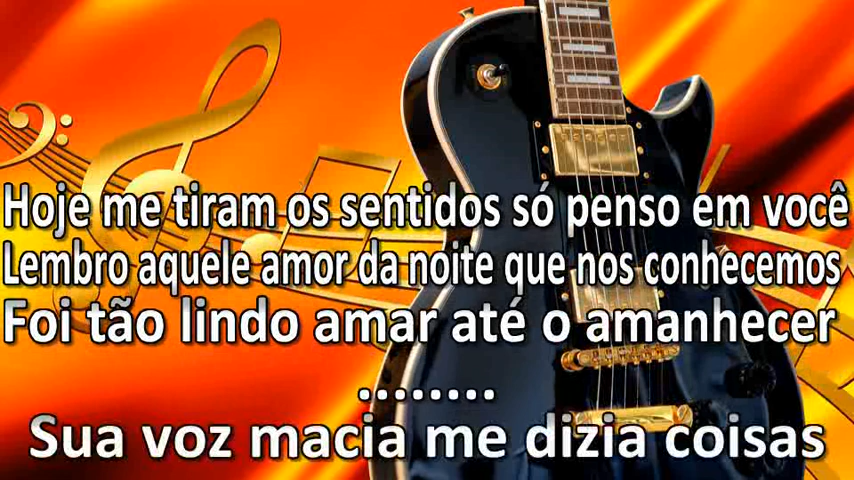 Hoje me tiram os sentidos só penso em você
Lembro aquele amor da noite que nos conhecemos
Foi tão lindo amar até o amanhecer
........
Sua voz macia me dizia coisas